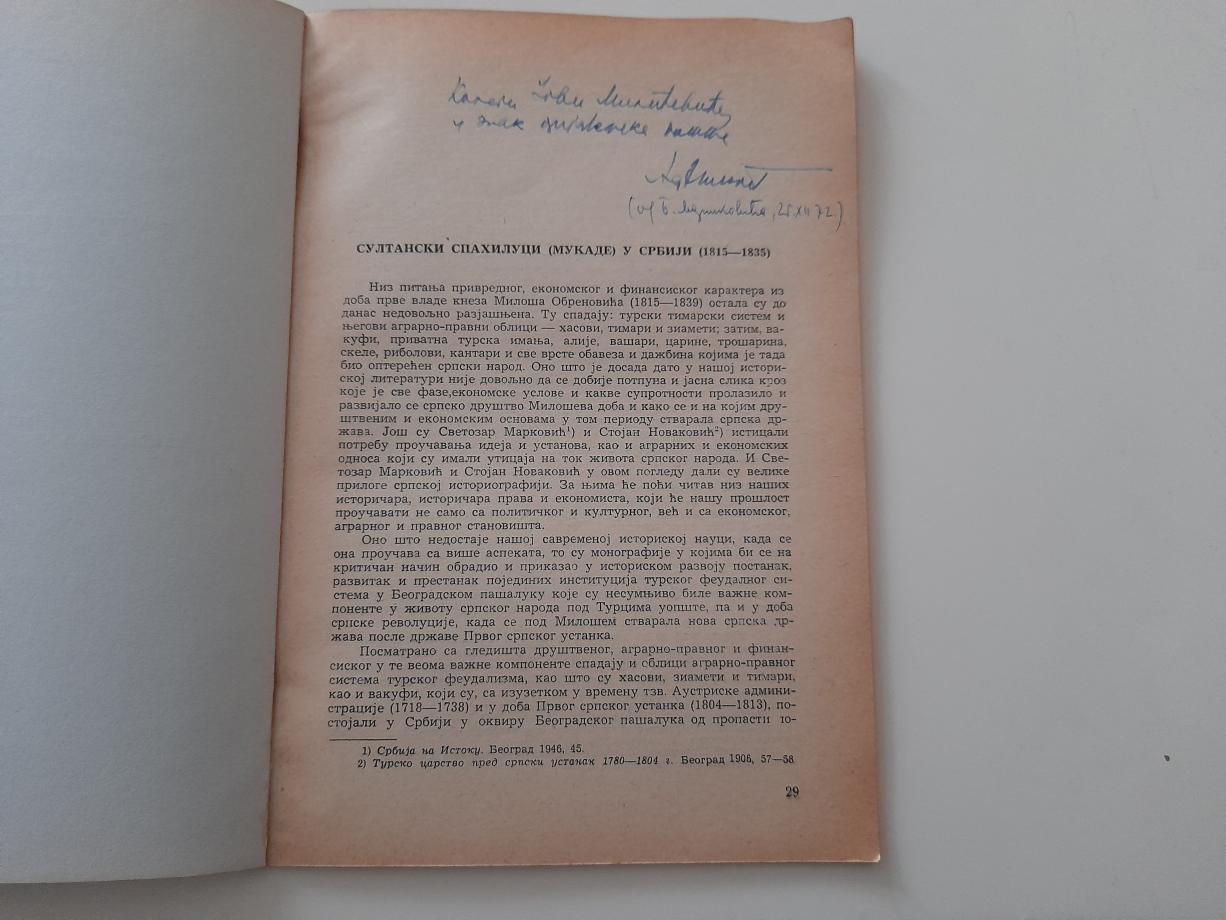 Милићевићу
у знак
25 XII 72.)
СУЛТАНСКИ СПАХИЛУЦИ (МУКАДЕ) У СРБИЈИ (1815—1835)
Низ питања привредног, економског и финансиског карактера из
доба прве владе кнеза Милоша Обреновића (1815—1839) остала су до
данас недовољно разјашњена. Ту спадају: турски тимарски систем и
његови аграрно-правни облици — хасови, тимари и зиамети; затим, ва-
куфи, приватна турска имања, алије, вашари, царине, трошарина,
скеле, риболови, кантари и све врсте обавеза и дажбина којима је тада
био оптерећен српски народ. Оно што је досада дато у нашој истори-
ској литератури није довољно да се добије потпуна и јасна слика кроз
које је све фазе,економске услове и какве супротности пролазило и
развијало се српско друштво Милошева доба и како се и на којим дру-
штвеним и економским основама у том периоду стварала српска др-
жава. Још су Светозар Марковић¹) и Стојан Новаковић²) истицали
потребу проучавања идеја и установа, као и аграрних и економских
односа који су имали утицаја на ток живота српског народа. И Све-
тозар Марковић и Стојан Новаковић у овом погледу дали су велике
прилоге српској историографији. За њима ће поћи читав низ наших
историчара, историчара права и економиста, који ће нашу прошлост
проучавати не само са политичког и културног, већ и са економског,
аграрног и правног становишта.
Оно што недостаје нашој савременој историској науци, када се
она проучава са више аспеката, то су монографије у којима би се на
критичан начин обрадио и приказао у историском развоју постанак,
развитак и престанак појединих институција турског феудалног си-
стема у Београдском пашалуку које су несумњиво биле важне ком-
поненте у животу српског народа под Турцима уопште, па и у доба
српске револуције, када се под Милошем стварала нова српска др-
жава после државе Првог српског устанка.
Посматрано са гледишта друштвеног, аграрно-правног и финан-
сиског у те веома важне компоненте спадају и облици аграрно-правног
система турског феудализма, као што су хасови, зиамети и тимари,
као и вакуфи, који су, са изузетком у времену тзв. Аустриске админи-
страције (1718—1738) и у доба Првог српског устанка (1804—1813), по-
стојали у Србији у оквиру Београдског пашалука од пропасти ю-
1) Србија на Истоку. Београд 1946, 45.
2) Турско царство пред српски устанак 1780—1804 г. Београд 1906, 57—58.
29